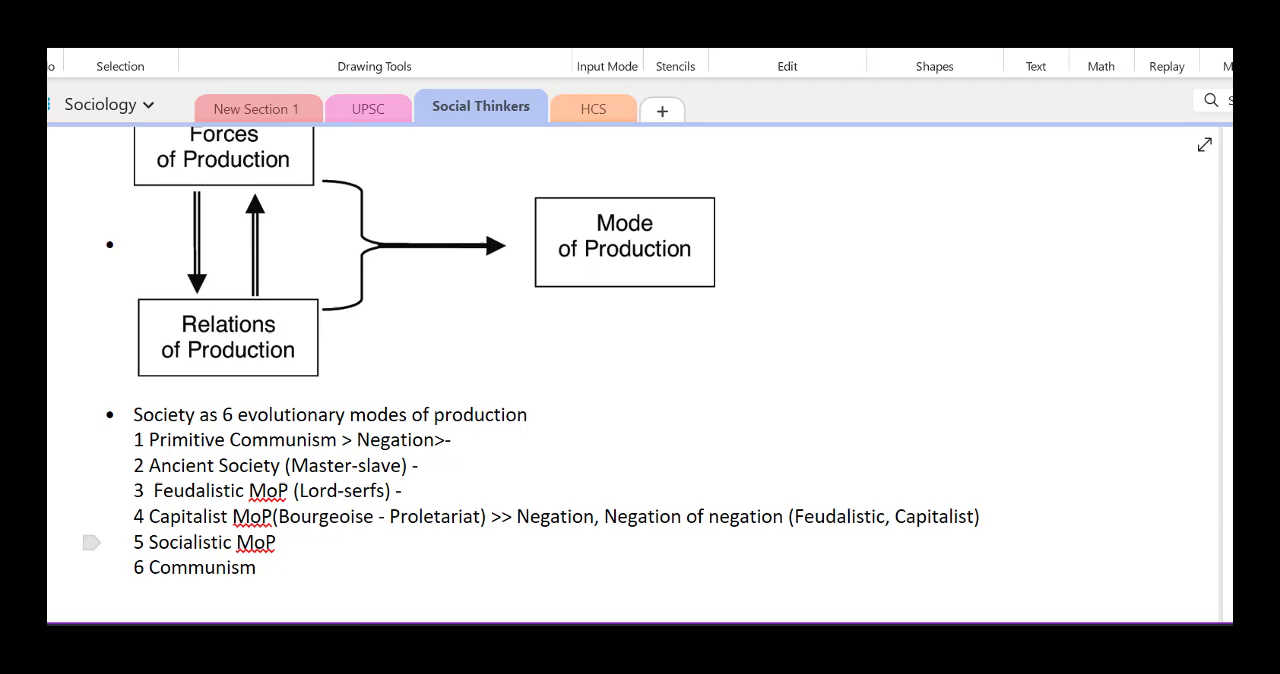 Selection Drawing Tools Input Mode Stencils Edit Shapes Text Math Replay
Sociology New Section 1 UPSC Social Thinkers HCS +
Forces
of Production
Mode
of Production
Relations
of Production
• Society as 6 evolutionary modes of production
1 Primitive Communism > Negation>-
2 Ancient Society (Master-slave) -
3 Feudalistic MoP (Lord-serfs) -
4 Capitalist MoP(Bourgeoise - Proletariat) >> Negation, Negation of negation (Feudalistic, Capitalist)
5 Socialistic MoP
6 Communism